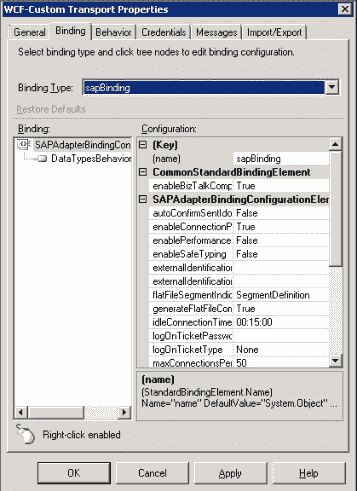 WCF-Custom Transport Properties
General Binding Behavior Credentials Messages Import/Export
Select binding type and click tree nodes to edit binding configuration.
Binding Type: sapBinding
Restore Defaults
Binding: Configuration:
SAPAdapterBindingCon
DataTypesBehavior
(Key)
(name) sapBinding
CommonStandardBindingElement
enableBizTalkComp True
SAPAdapterBindingConfigurationEler
autoConfirmSentIdo False
enableConnectionP True
enablePerformance False
enableSafeTyping False
externalIdentification
externalIdentification
flatFileSegmentIndic SegmentDefinition
generateFlatFileCon True
idleConnectionTime 00:15:00
logOnTicketPasswo
logOnTicketType None
maxConnectionsPer 50
(name)
(StandardBindingElement.Name)
Name="name" DefaultValue="System.Object" ...
Right-click enabled
OK Cancel Apply Help